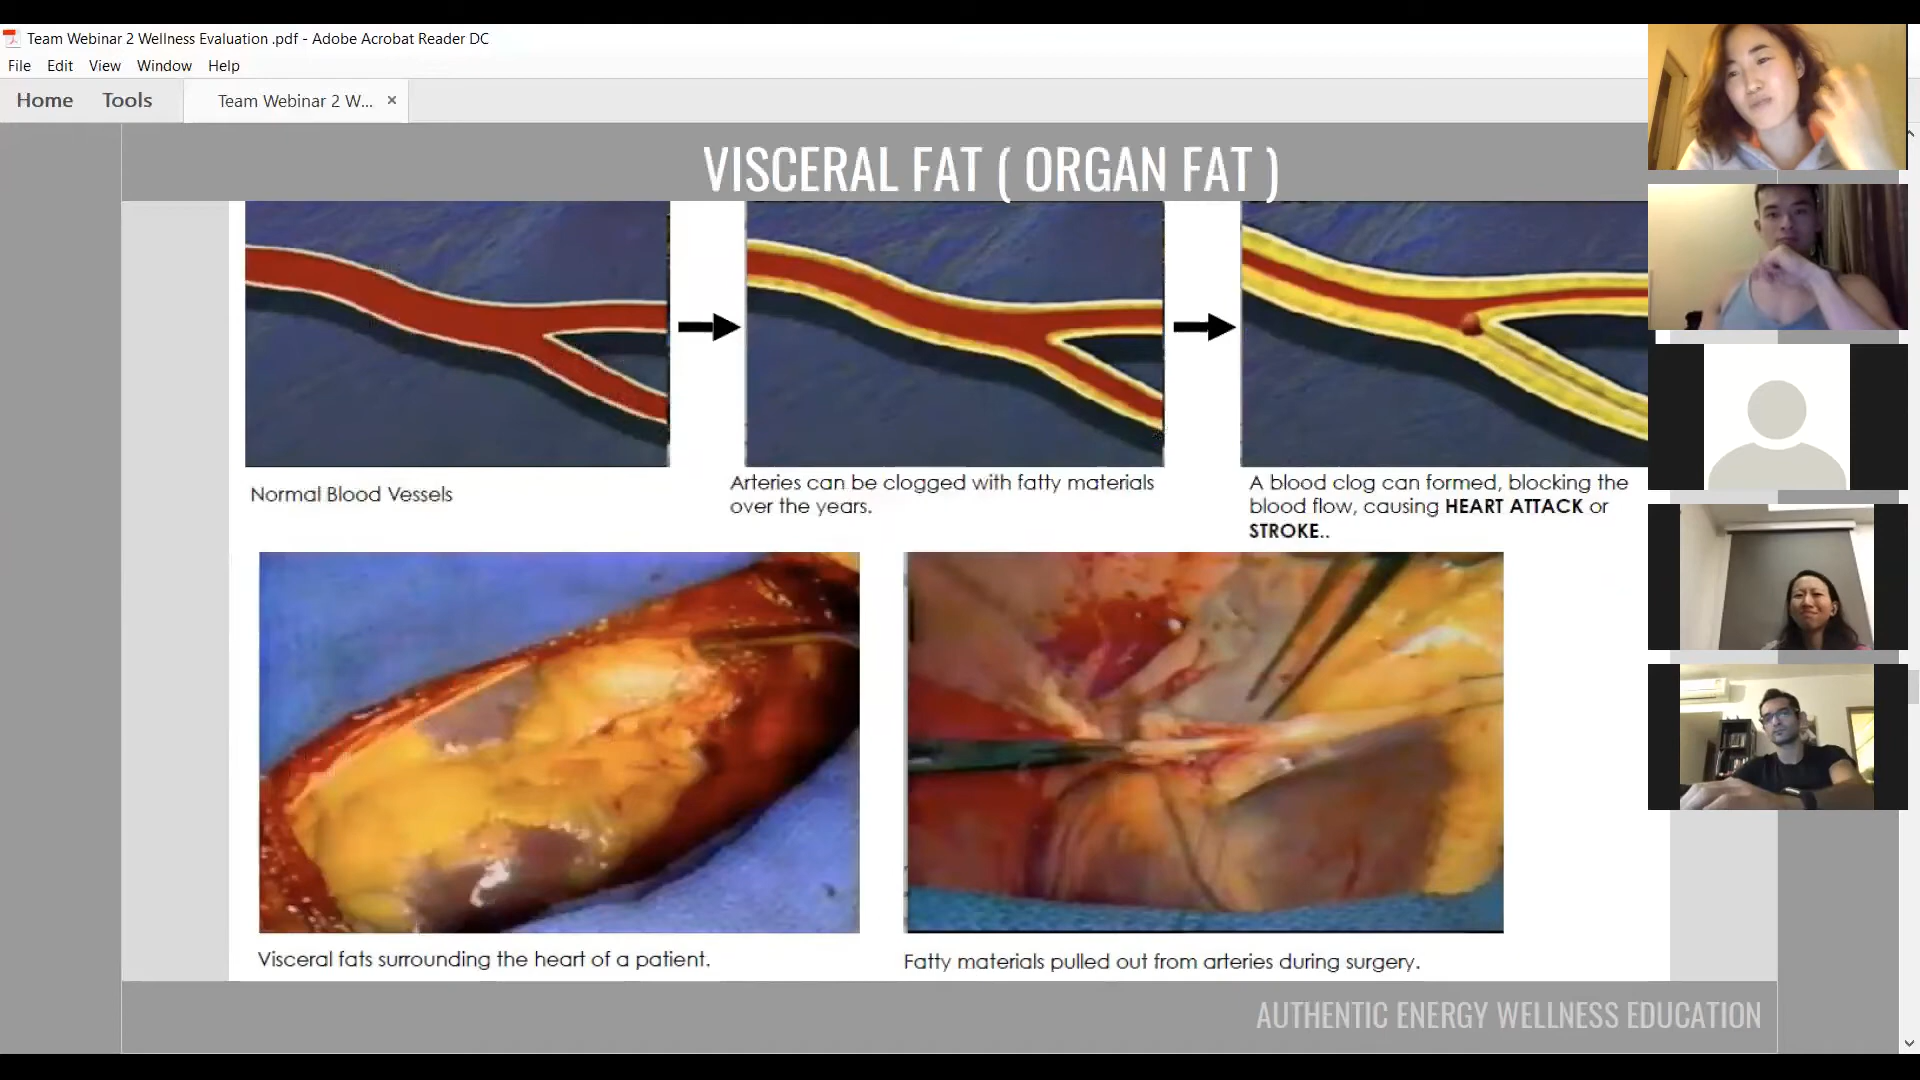 Team Webinar 2 Wellness Evaluation .pdf - Adobe Acrobat Reader DC
File Edit View Window Help
Home Tools Team Webinar 2 W... ×
VISCERAL FAT ( ORGAN FAT )
Normal Blood Vessels
Arteries can be clogged with fatty materials
over the years.
A blood clog can formed, blocking the
blood flow, causing HEART ATTACK or
STROKE..
Visceral fats surrounding the heart of a patient.
Fatty materials pulled out from arteries during surgery.
AUTHENTIC ENERGY WELLNESS EDUCATION